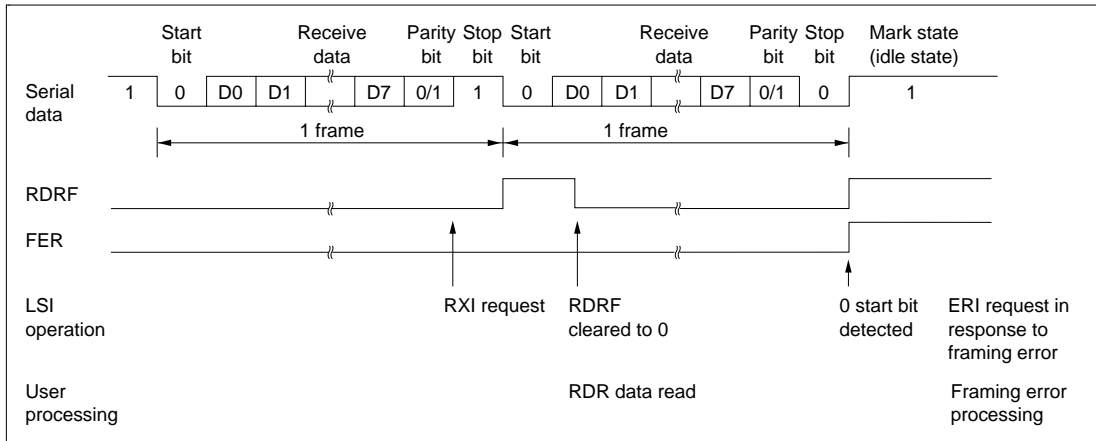 Start bit Receive data Parity bit Stop bit Start bit Receive data Parity bit Stop bit Mark state (idle state)
Serial data 1 0 D0 D1 D7 0/1 1 0 D0 D1 D7 0/1 0 1
1 frame 1 frame
RDRF
FER
LSI operation RXI request RDRF cleared to 0 0 start bit detected ERI request in response to framing error
User processing RDR data read Framing error processing